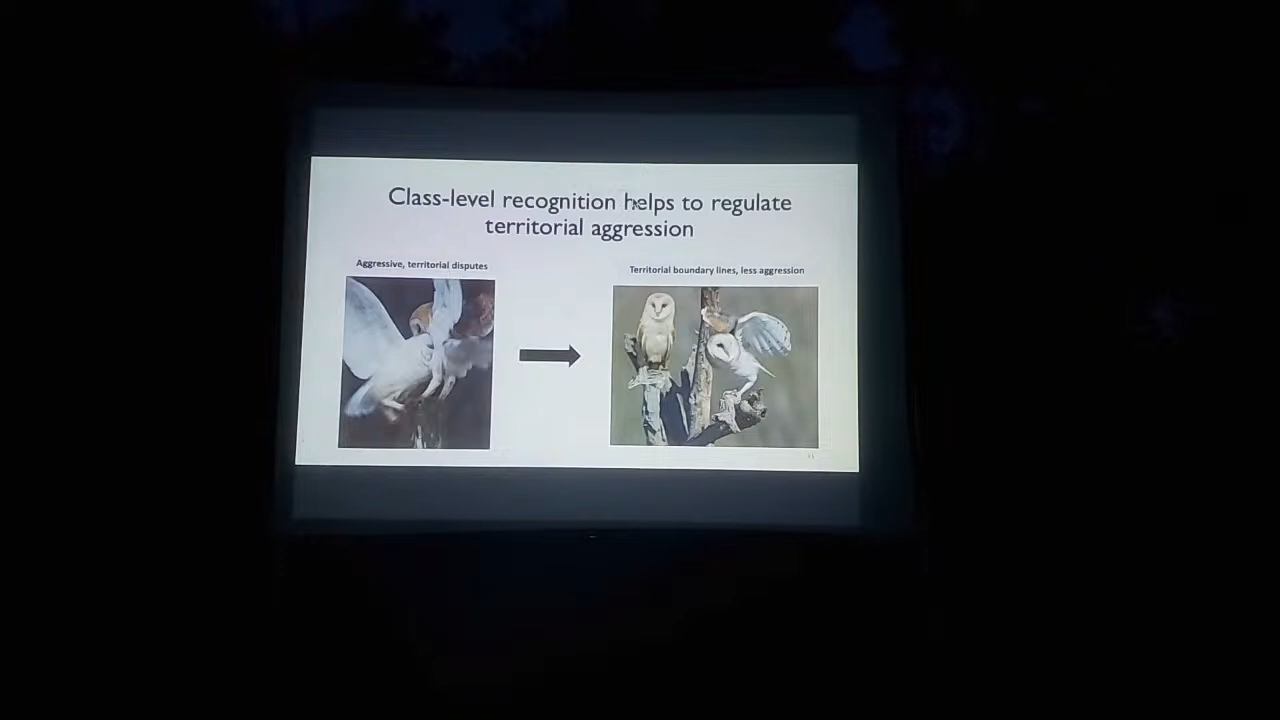 Class-level recognition helps to regulate
territorial aggression
Aggressive, territorial disputes
Territorial boundary lines, less aggression